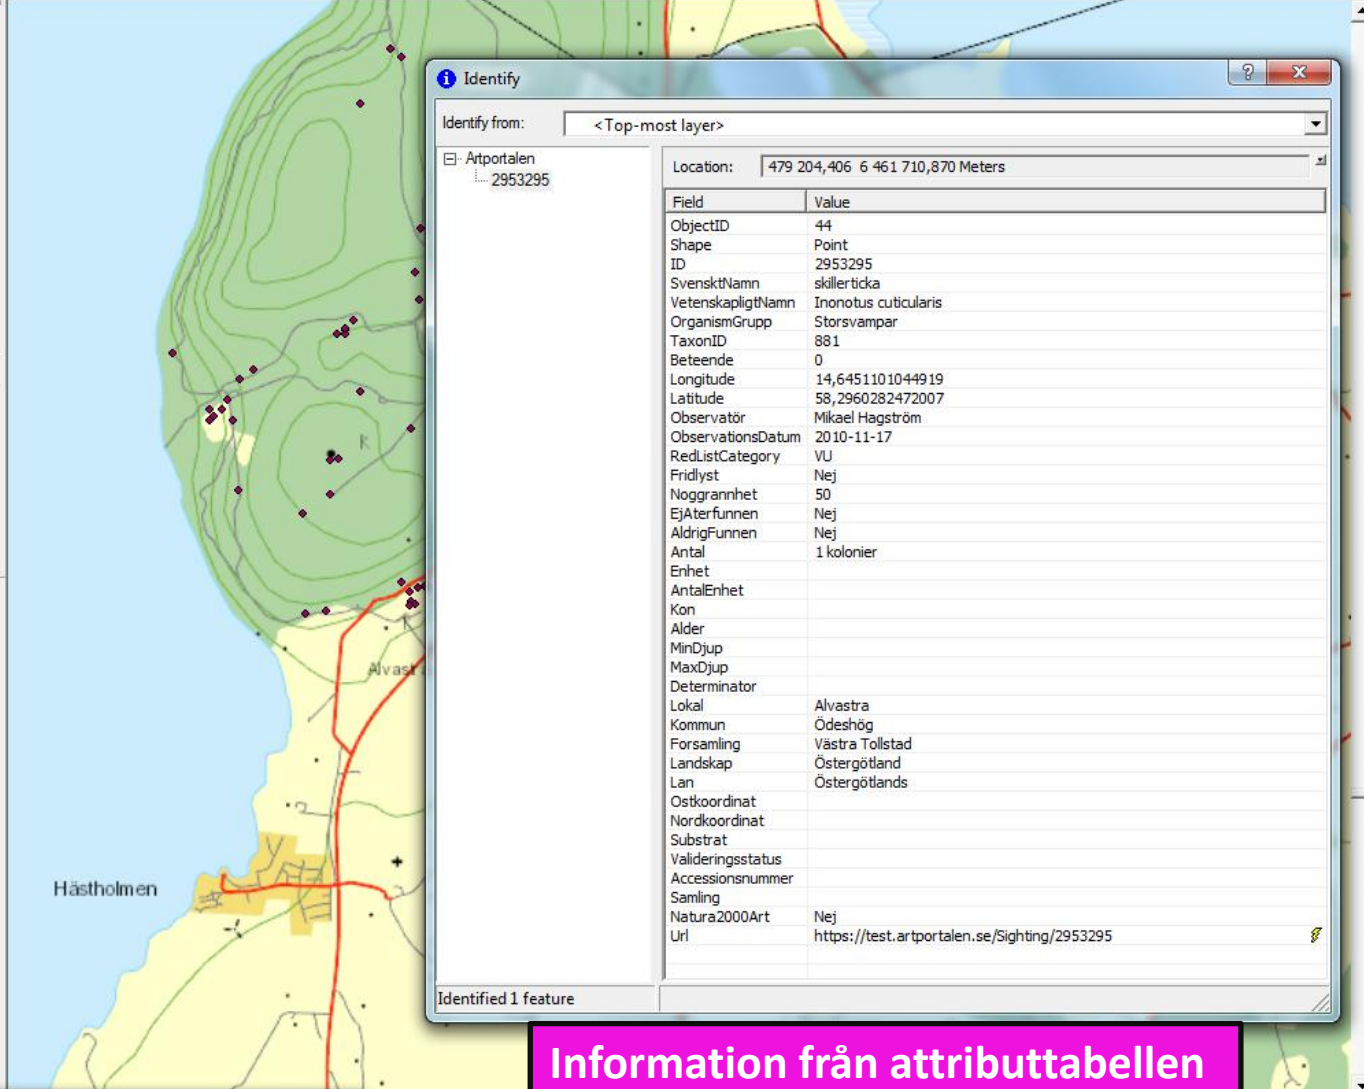 Identify
Identify from: <Top-most layer>
Artportalen
2953295
Location: 479 204,406 6 461 710,870 Meters
Field Value
ObjectID 44
Shape Point
ID 2953295
SvensktNamn skillerticka
VetenskapligtNamn Inonotus cuticularis
OrganismGrupp Storsvampar
TaxonID 881
Beteende 0
Longitude 14,6451101044919
Latitude 58,2960282472007
Observatör Mikael Hagström
ObservationsDatum 2010-11-17
RedListCategory VU
Fridlyst Nej
Noggrannhet 50
EjAterfunnen Nej
AldrigFunnen Nej
Antal 1 kolonier
Enhet
AntalEnhet
Kon
Alder
MinDjup
MaxDjup
Determinator
Lokal Alvastra
Kommun Ödeshög
Forsamling Västra Tollstad
Landskap Östergötland
Lan Östergötlands
Ostkoordinat
Nordkoordinat
Substrat
Valideringsstatus
Accessionsnummer
Samling
Natura2000Art Nej
Url https://test.artportalen.se/Sighting/2953295
Identified 1 feature
R
R
Alvastr
Hästholmen
Information från attributtabellen